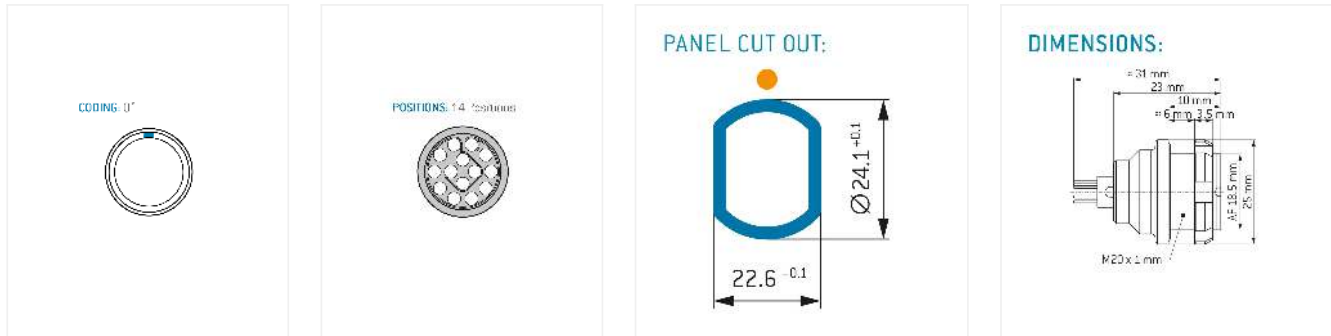 CODING: 0°
POSITIONS: 14 Positions
PANEL CUT OUT:
Ø24.1 +0.1
22.6 -0.1
DIMENSIONS:
≈ 31 mm
23 mm
10 mm
≈ 6 mm 3.5 mm
AF 18.5 mm
25 mm
M20 x 1 mm